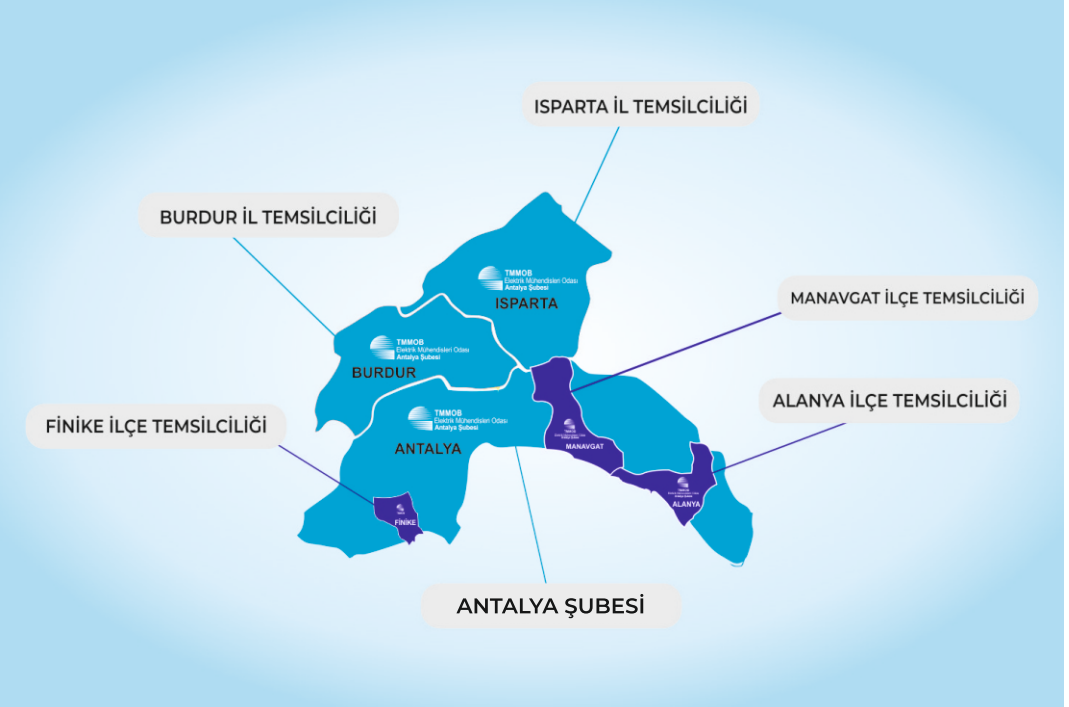 ISPARTA İL TEMSİLCİLİĞİ
BURDUR İL TEMSİLCİLİĞİ
TMMOB
Elektrik Mühendisleri Odası
Antalya Şubesi
ISPARTA
MANAVGAT İLÇE TEMSİLCİLİĞİ
TMMOB
Elektrik Mühendisleri Odası
Antalya Şubesi
BURDUR
ALANYA İLÇE TEMSİLCİLİĞİ
FİNİKE İLÇE TEMSİLCİLİĞİ
TMMOB
Elektrik Mühendisleri Odası
Antalya Şubesi
ANTALYA
MANAVGAT
ALANYA
FİNİKE
ANTALYA ŞUBESİ